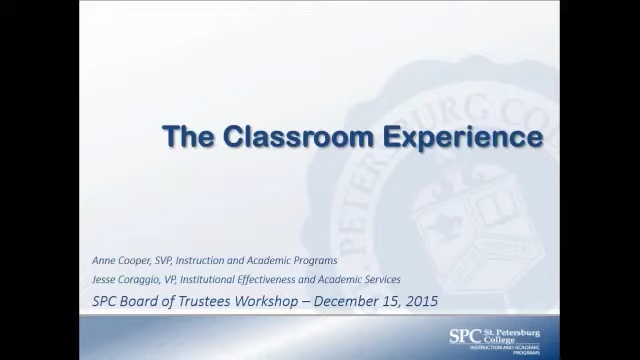 The Classroom Experience
Anne Cooper, SVP, Instruction and Academic Programs
Jesse Coraggio, VP, Institutional Effectiveness and Academic Services
SPC Board of Trustees Workshop – December 15, 2015
SPC St. Petersburg
College
INSTRUCTION AND ACADEMIC
PROGRAMS